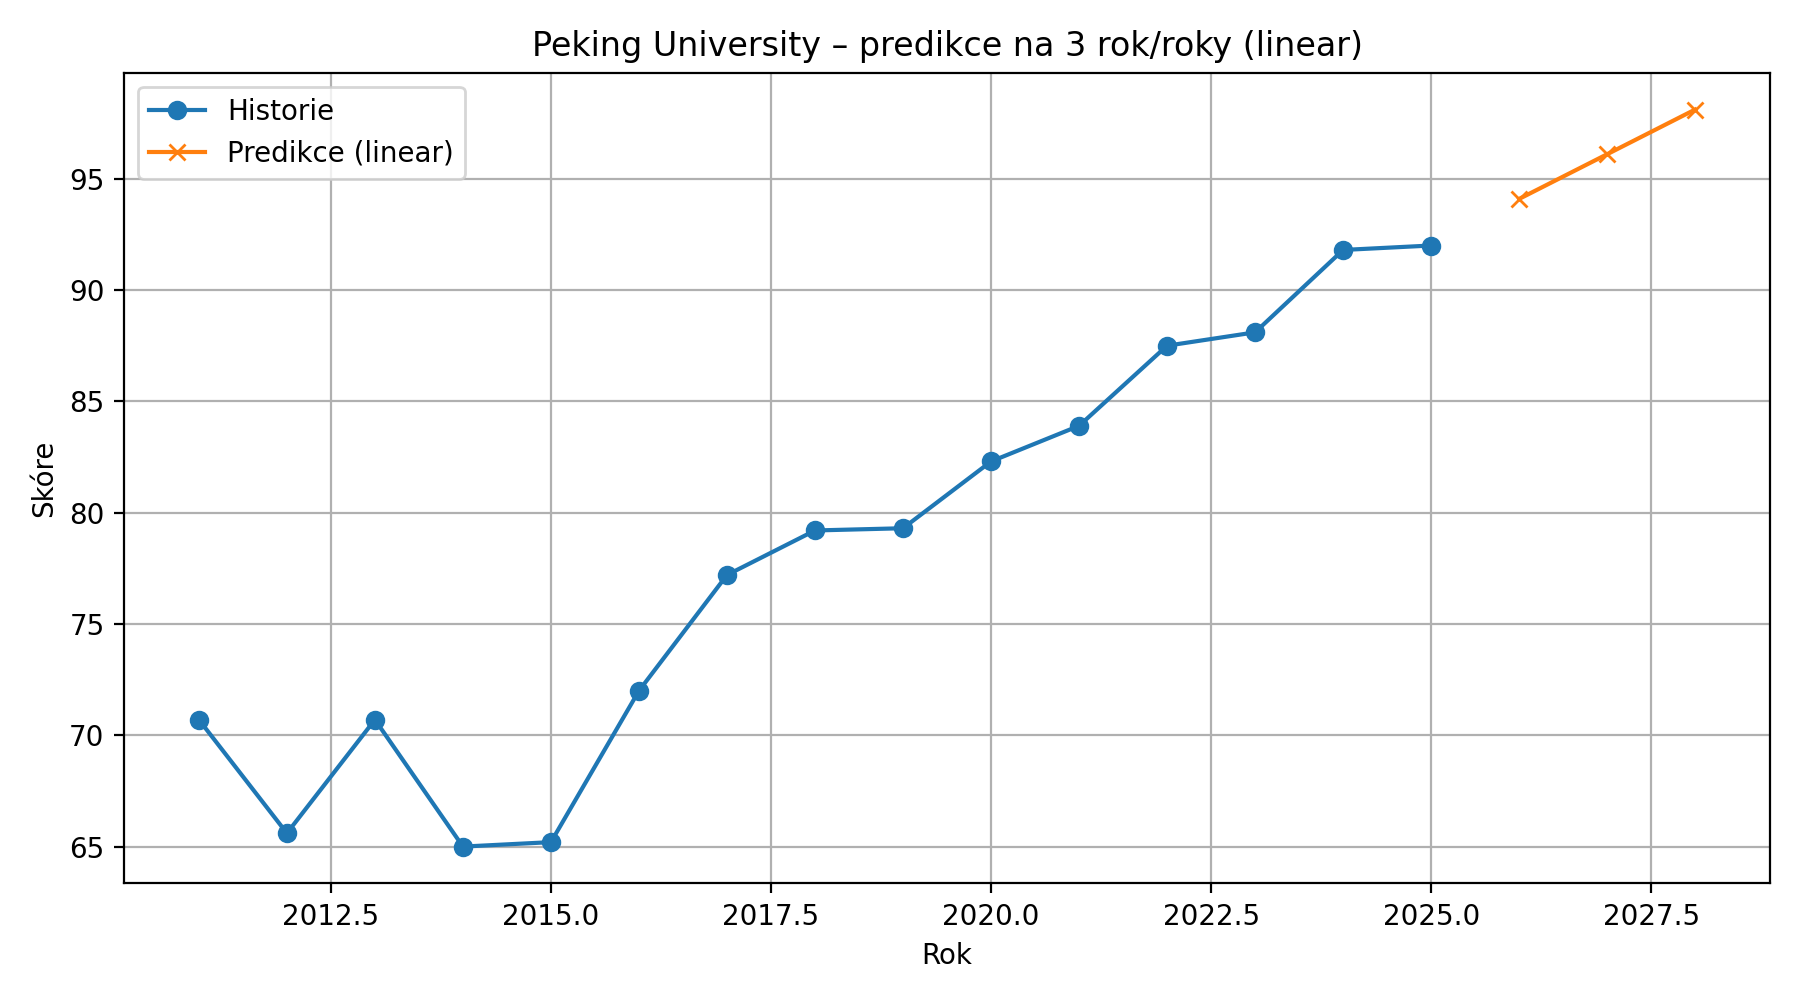 Peking University – predikce na 3 rok/roky (linear)
Historie
Predikce (linear)
95
90
85
80
75
70
65
Skóre
2012.5 2015.0 2017.5 2020.0 2022.5 2025.0 2027.5
Rok